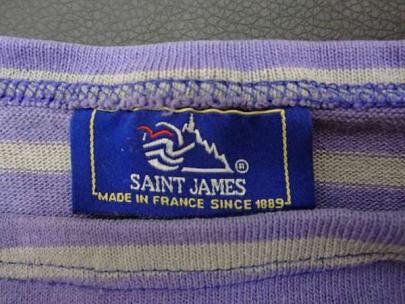 ®
SAINT JAMES
MADE IN FRANCE SINCE 1889